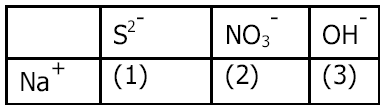 S²⁻ NO₃⁻ OH⁻
Na⁺ (1) (2) (3)